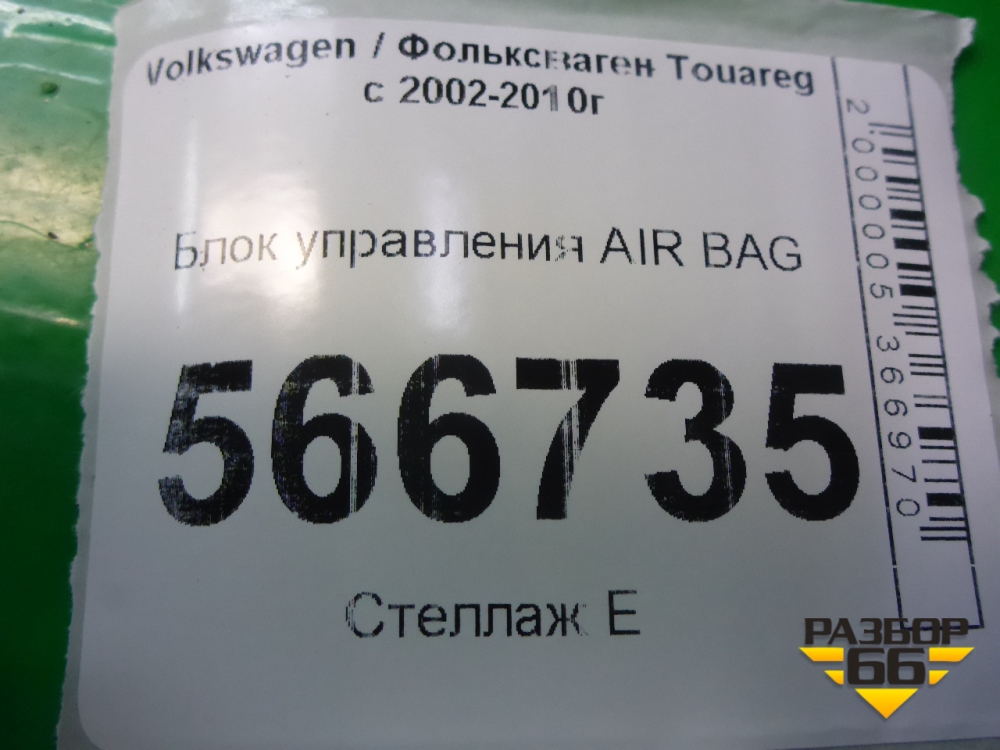 Volkswagen / Фольксваген Touareg
с 2002-2010г
Блок управления AIR BAG
566735
Стеллаж E
2000005366970
РАЗБОР
66